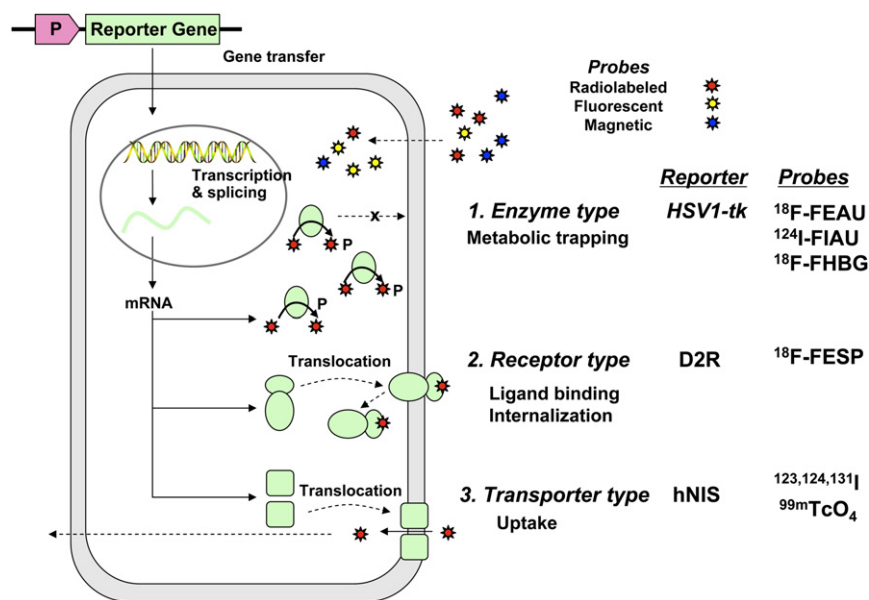 P
Reporter Gene
Gene transfer
Probes
Radiolabeled
Fluorescent
Magnetic
Transcription
& splicing
mRNA
x
P
P
P
Translocation
Translocation
Reporter Probes
1. Enzyme type HSV1-tk ¹⁸F-FEAU
Metabolic trapping ¹²⁴I-FIAU
¹⁸F-FHBG
2. Receptor type D2R ¹⁸F-FESP
Ligand binding
Internalization
3. Transporter type hNIS ¹²³,¹²⁴,¹³¹I
Uptake ⁹⁹ᵐTcO₄